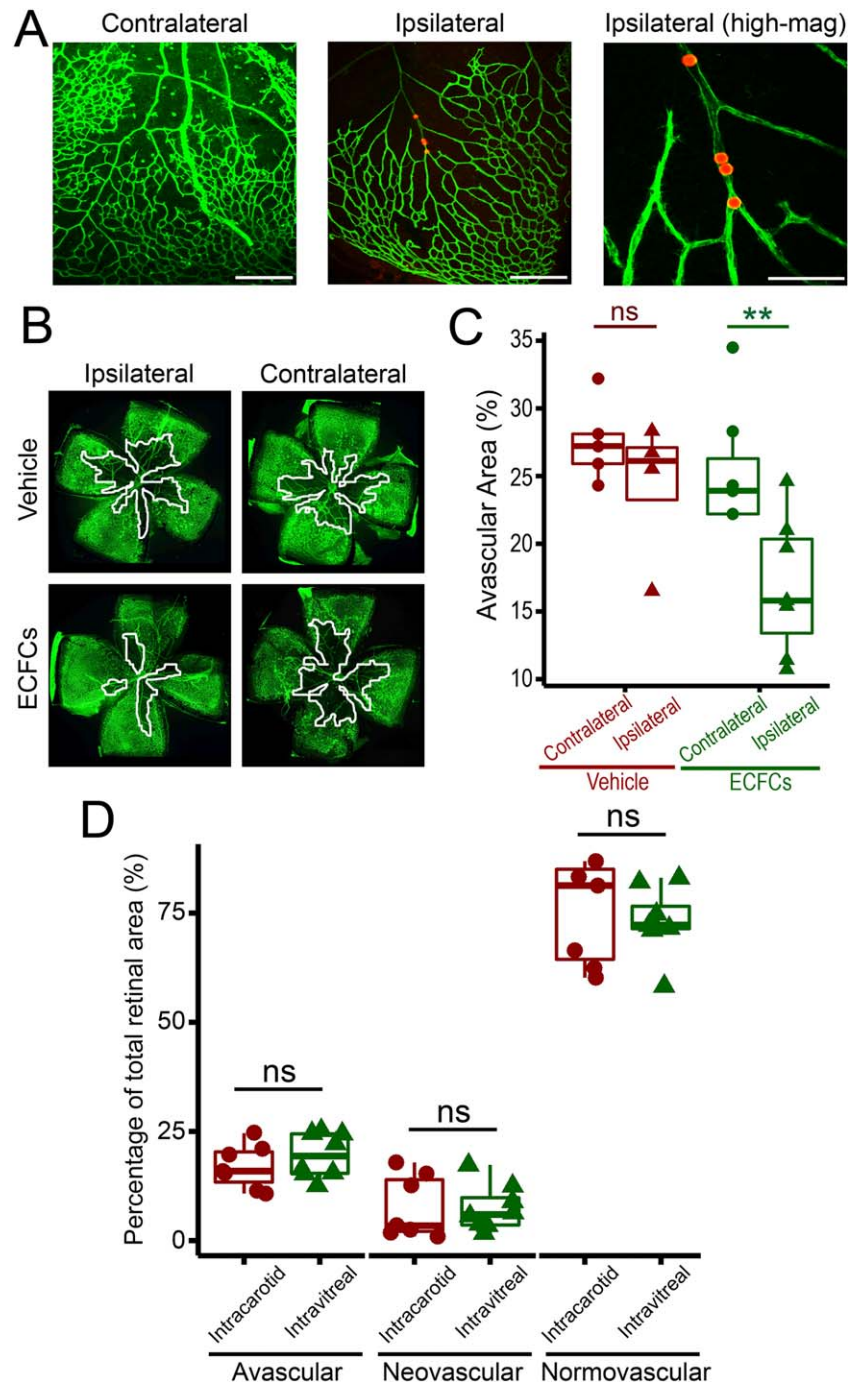 A
Contralateral
Ipsilateral
Ipsilateral (high-mag)
B
Ipsilateral
Contralateral
Vehicle
ECFCs
C
ns
**
Avascular Area (%)
35
30
25
20
15
10
Contralateral
Ipsilateral
Contralateral
Ipsilateral
Vehicle
ECFCs
D
Percentage of total retinal area (%)
75
50
25
0
ns
ns
ns
Intracarotid
Intravitreal
Intracarotid
Intravitreal
Intracarotid
Intravitreal
Avascular
Neovascular
Normovascular